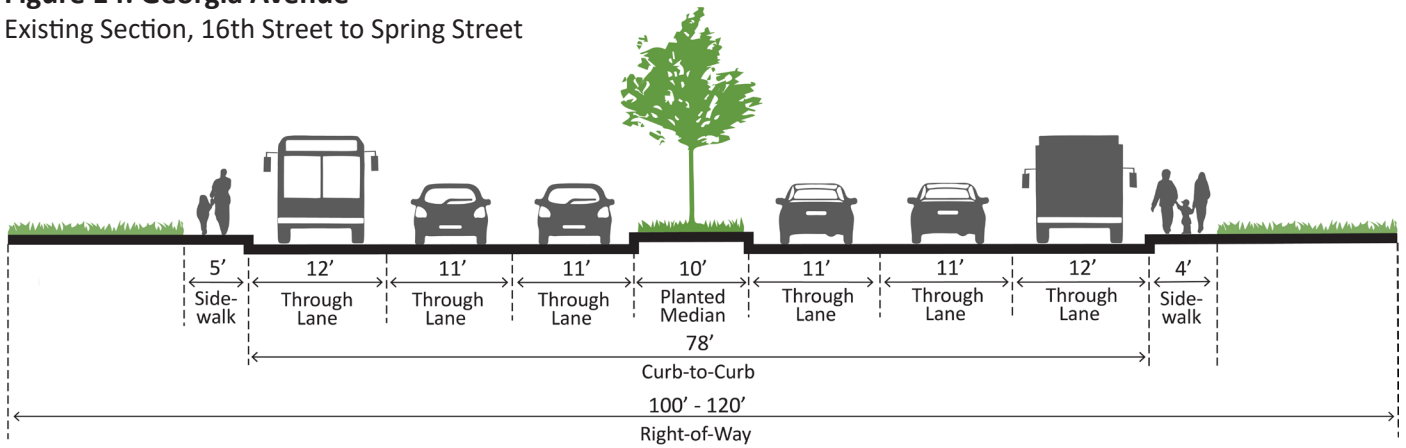 Existing Section, 16th Street to Spring Street
5’ 12’ 11’ 11’ 10’ 11’ 11’ 12’ 4’
Side- Through Through Through Planted Through Through Through Side-
walk Lane Lane Lane Median Lane Lane Lane walk
78’
Curb-to-Curb
100’ - 120’
Right-of-Way